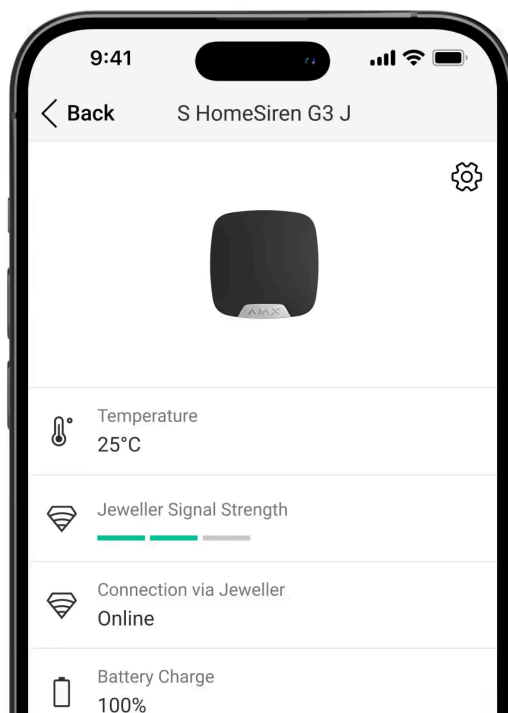 9:41
Back
S HomeSiren G3 J
AJAX
Temperature
25°C
Jeweller Signal Strength
Connection via Jeweller
Online
Battery Charge
100%